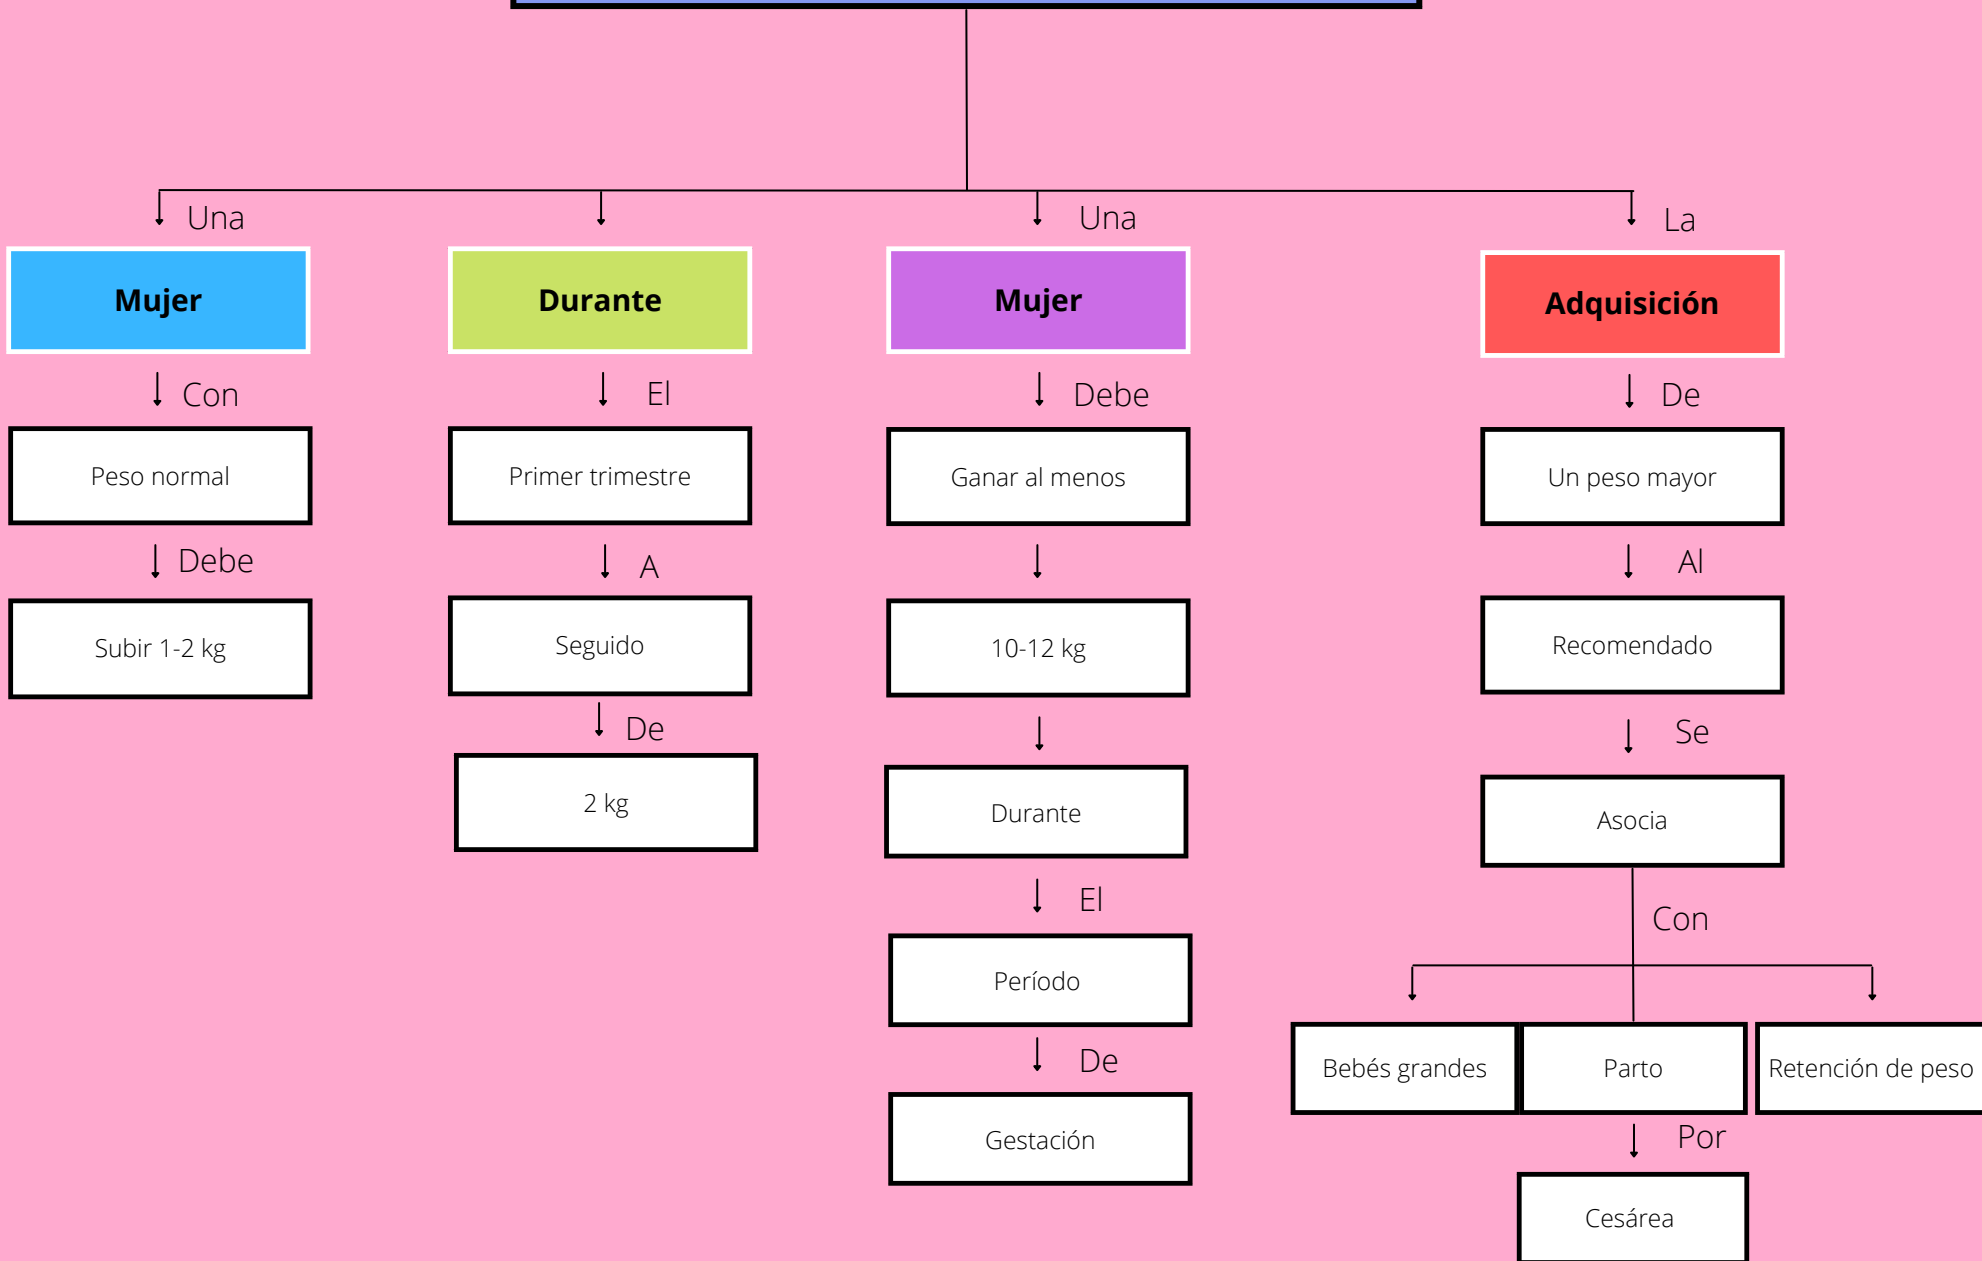 Una
Mujer
Con
Peso normal
Debe
Subir 1-2 kg
Durante
El
Primer trimestre
A
Seguido
De
2 kg
Una
Mujer
Debe
Ganar al menos
10-12 kg
Durante
El
Período
De
Gestación
La
Adquisición
De
Un peso mayor
Al
Recomendado
Se
Asocia
Con
Bebés grandes
Parto
Retención de peso
Por
Cesárea